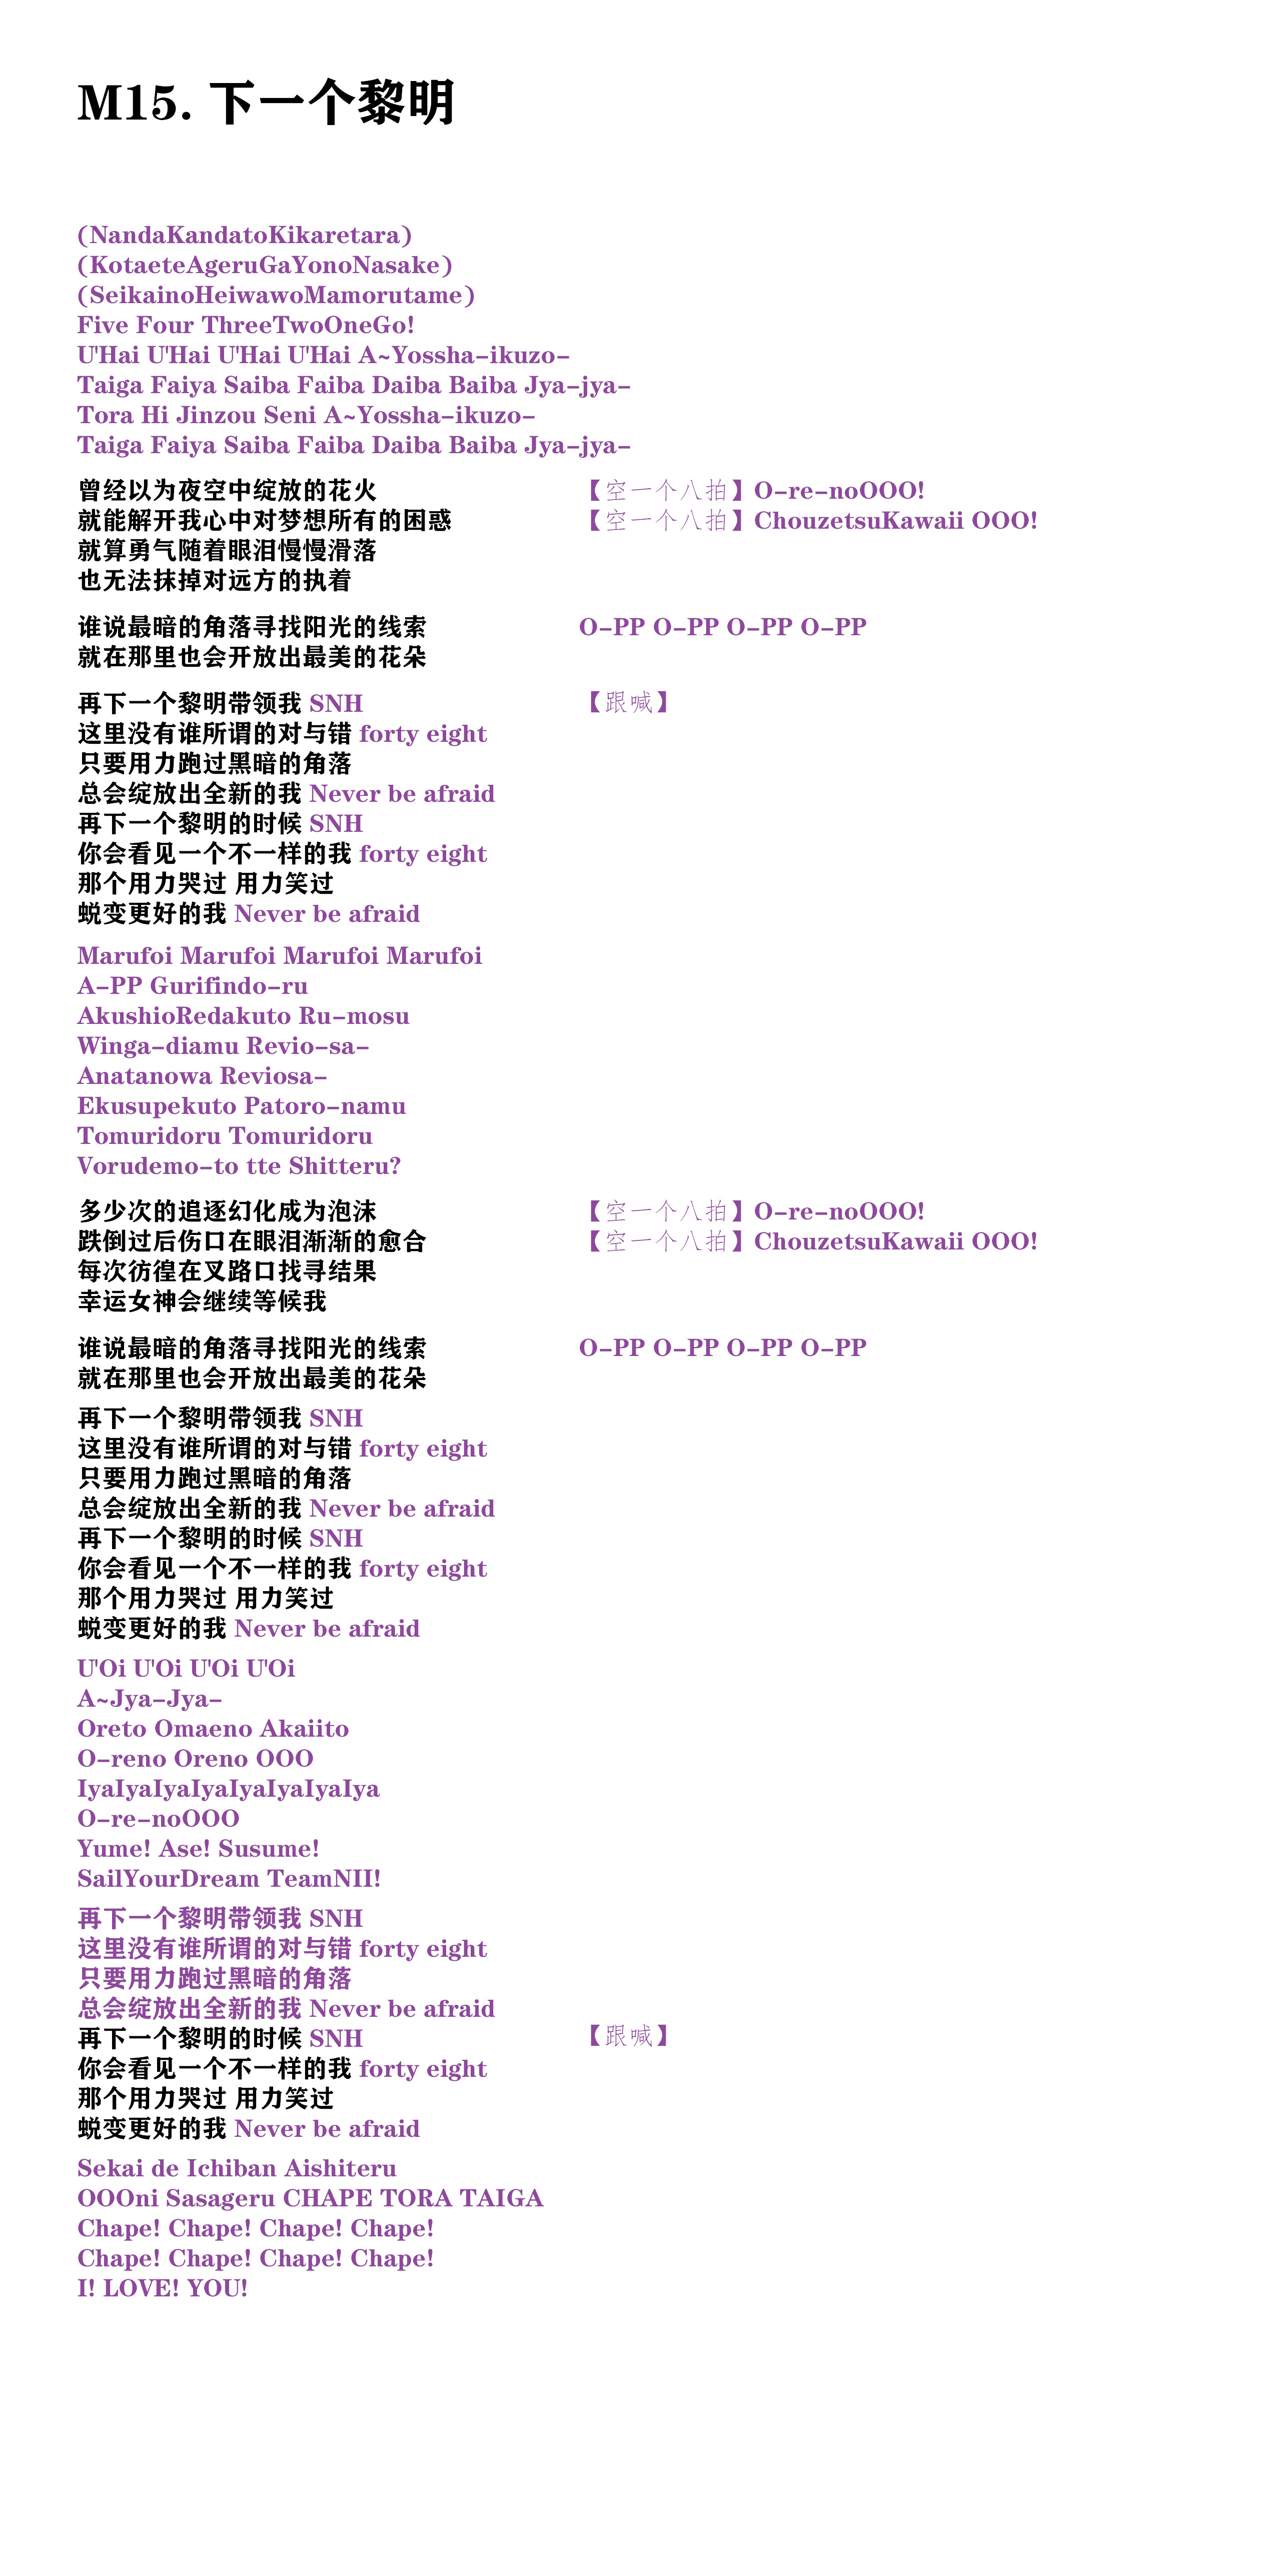 M15. 下一个黎明
(NandaKandatoKikaretara)
(KotaeteAgeruGaYonoNasake)
(SeikainoHeiwawoMamorutame)
Five Four ThreeTwoOneGo!
U'Hai U'Hai U'Hai U'Hai A~Yossha-ikuzo-
Taiga Faiya Saiba Faiba Daiba Baiba Jya-jya-
Tora Hi Jinzou Seni A~Yossha-ikuzo-
Taiga Faiya Saiba Faiba Daiba Baiba Jya-jya-
曾经以为夜空中绽放的花火 【空一个八拍】O-re-noOOO!
就能解开我心中对梦想所有的困惑 【空一个八拍】ChouzetsuKawaii OOO!
就算勇气随着眼泪慢慢滑落
也无法抹掉对远方的执着
谁说最暗的角落寻找阳光的线索 O-PP O-PP O-PP O-PP
就在那里也会开放出最美的花朵
再下一个黎明带领我 SNH 【跟喊】
这里没有谁所谓的对与错 forty eight
只要用力跑过黑暗的角落
总会绽放出全新的我 Never be afraid
再下一个黎明的时候 SNH
你会看见一个不一样的我 forty eight
那个用力哭过 用力笑过
蜕变更好的我 Never be afraid
Marufoi Marufoi Marufoi Marufoi
A-PP Gurifindo-ru
AkushioRedakuto Ru-mosu
Winga-diamu Revio-sa-
Anatanowa Reviosa-
Ekusupekuto Patoro-namu
Tomuridoru Tomuridoru
Vorudemo-to tte Shitteru?
多少次的追逐幻化成为泡沫 【空一个八拍】O-re-noOOO!
跌倒过后伤口在眼泪渐渐的愈合 【空一个八拍】ChouzetsuKawaii OOO!
每次彷徨在叉路口找寻结果
幸运女神会继续等候我
谁说最暗的角落寻找阳光的线索 O-PP O-PP O-PP O-PP
就在那里也会开放出最美的花朵
再下一个黎明带领我 SNH
这里没有谁所谓的对与错 forty eight
只要用力跑过黑暗的角落
总会绽放出全新的我 Never be afraid
再下一个黎明的时候 SNH
你会看见一个不一样的我 forty eight
那个用力哭过 用力笑过
蜕变更好的我 Never be afraid
U'Oi U'Oi U'Oi U'Oi
A~Jya-Jya-
Oreto Omaeno Akaiito
O-reno Oreno OOO
IyaIyaIyaIyaIyaIyaIyaIya
O-re-noOOO
Yume! Ase! Susume!
SailYourDream TeamNII!
再下一个黎明带领我 SNH
这里没有谁所谓的对与错 forty eight
只要用力跑过黑暗的角落
总会绽放出全新的我 Never be afraid
再下一个黎明的时候 SNH 【跟喊】
你会看见一个不一样的我 forty eight
那个用力哭过 用力笑过
蜕变更好的我 Never be afraid
Sekai de Ichiban Aishiteru
OOOni Sasageru CHAPE TORA TAIGA
Chape! Chape! Chape! Chape!
Chape! Chape! Chape! Chape!
I! LOVE! YOU!